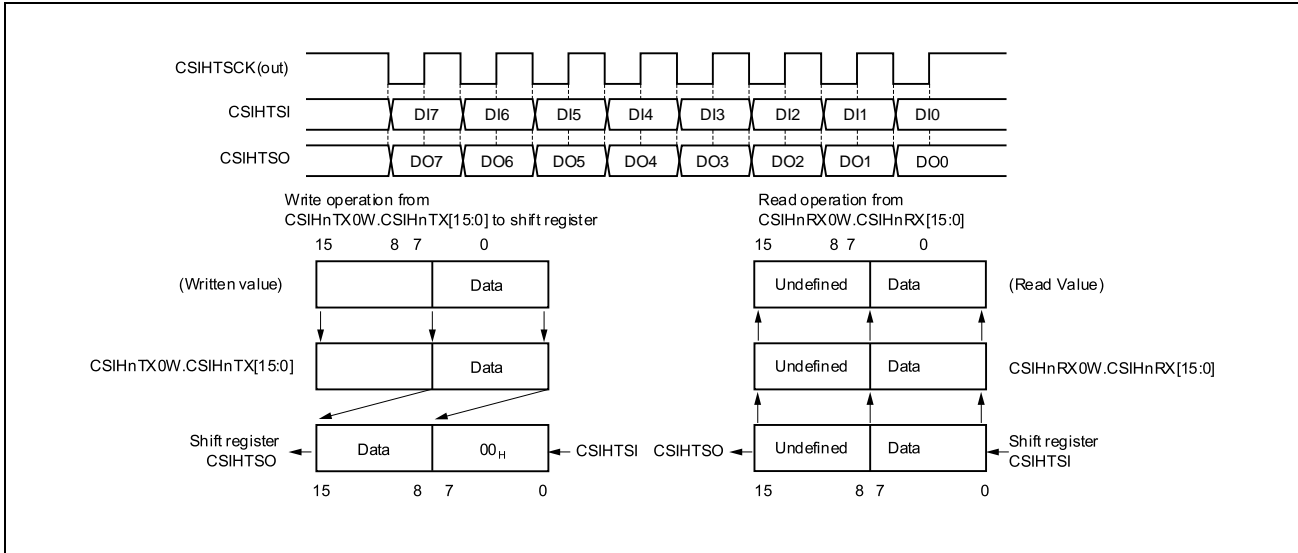 CSIHTSCK(out)
CSIHTSI DI7 DI6 DI5 DI4 DI3 DI2 DI1 DI0
CSIHTSO DO7 DO6 DO5 DO4 DO3 DO2 DO1 DO0
Write operation from
CSIHnTX0W.CSIHnTX[15:0] to shift register
15 8 7 0
(Written value) Data
CSIHnTX0W.CSIHnTX[15:0] Data
Shift register
CSIHTSO
Data 00H CSIHTSI
15 8 7 0
Read operation from
CSIHnRX0W.CSIHnRX[15:0]
15 8 7 0
Undefined Data (Read Value)
Undefined Data CSIHnRX0W.CSIHnRX[15:0]
CSIHTSO Undefined Data
Shift register
CSIHTSI
15 8 7 0